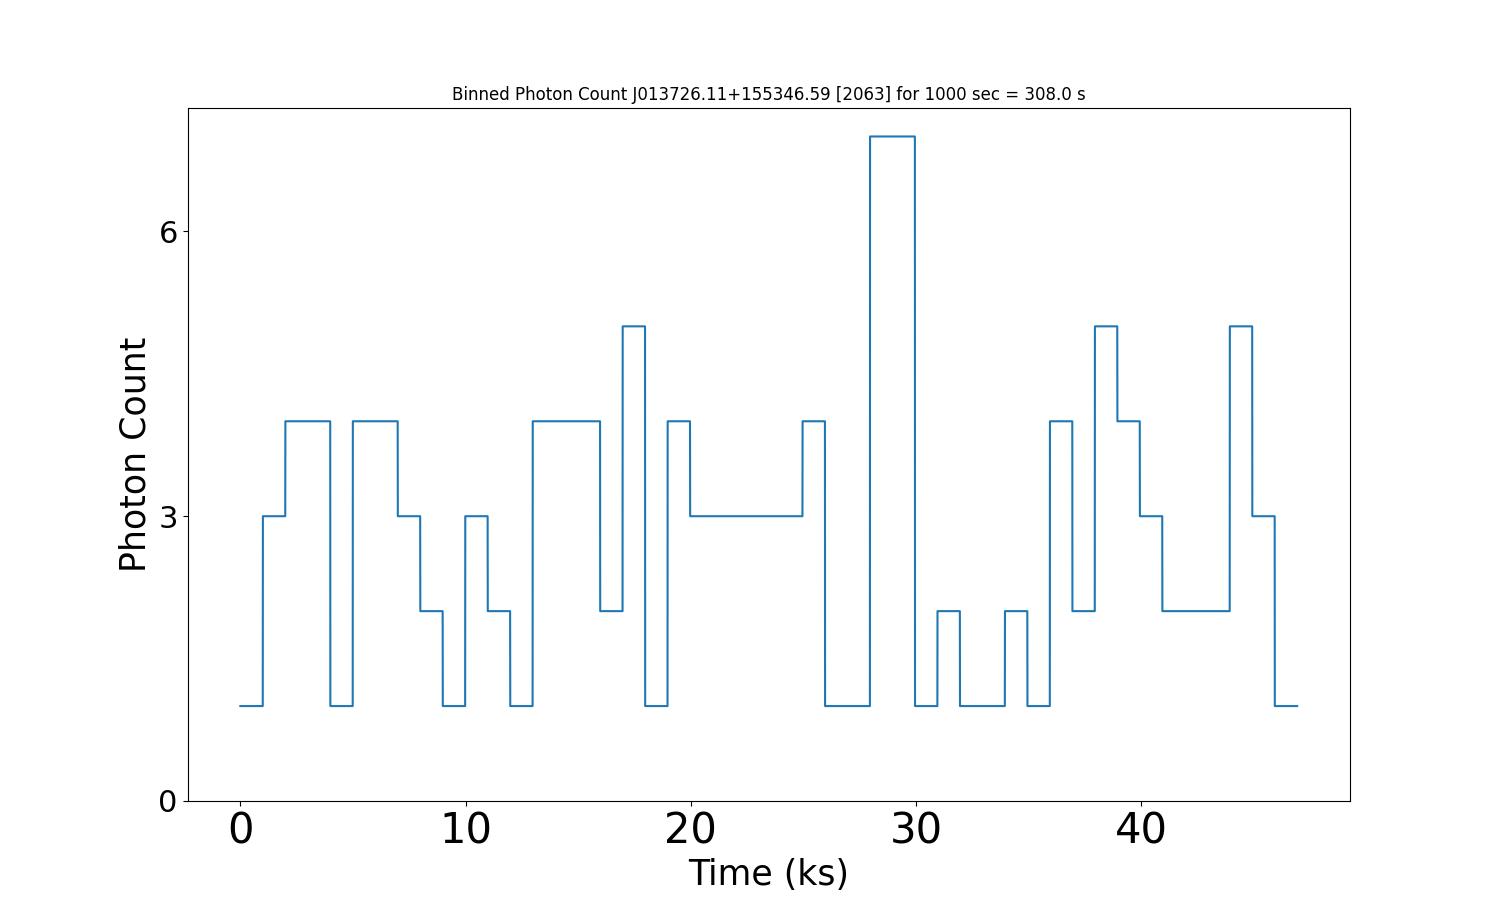 Binned Photon Count J013726.11+155346.59 [2063] for 1000 sec = 308.0 s
6
3
0
Photon Count
0 10 20 30 40
Time (ks)